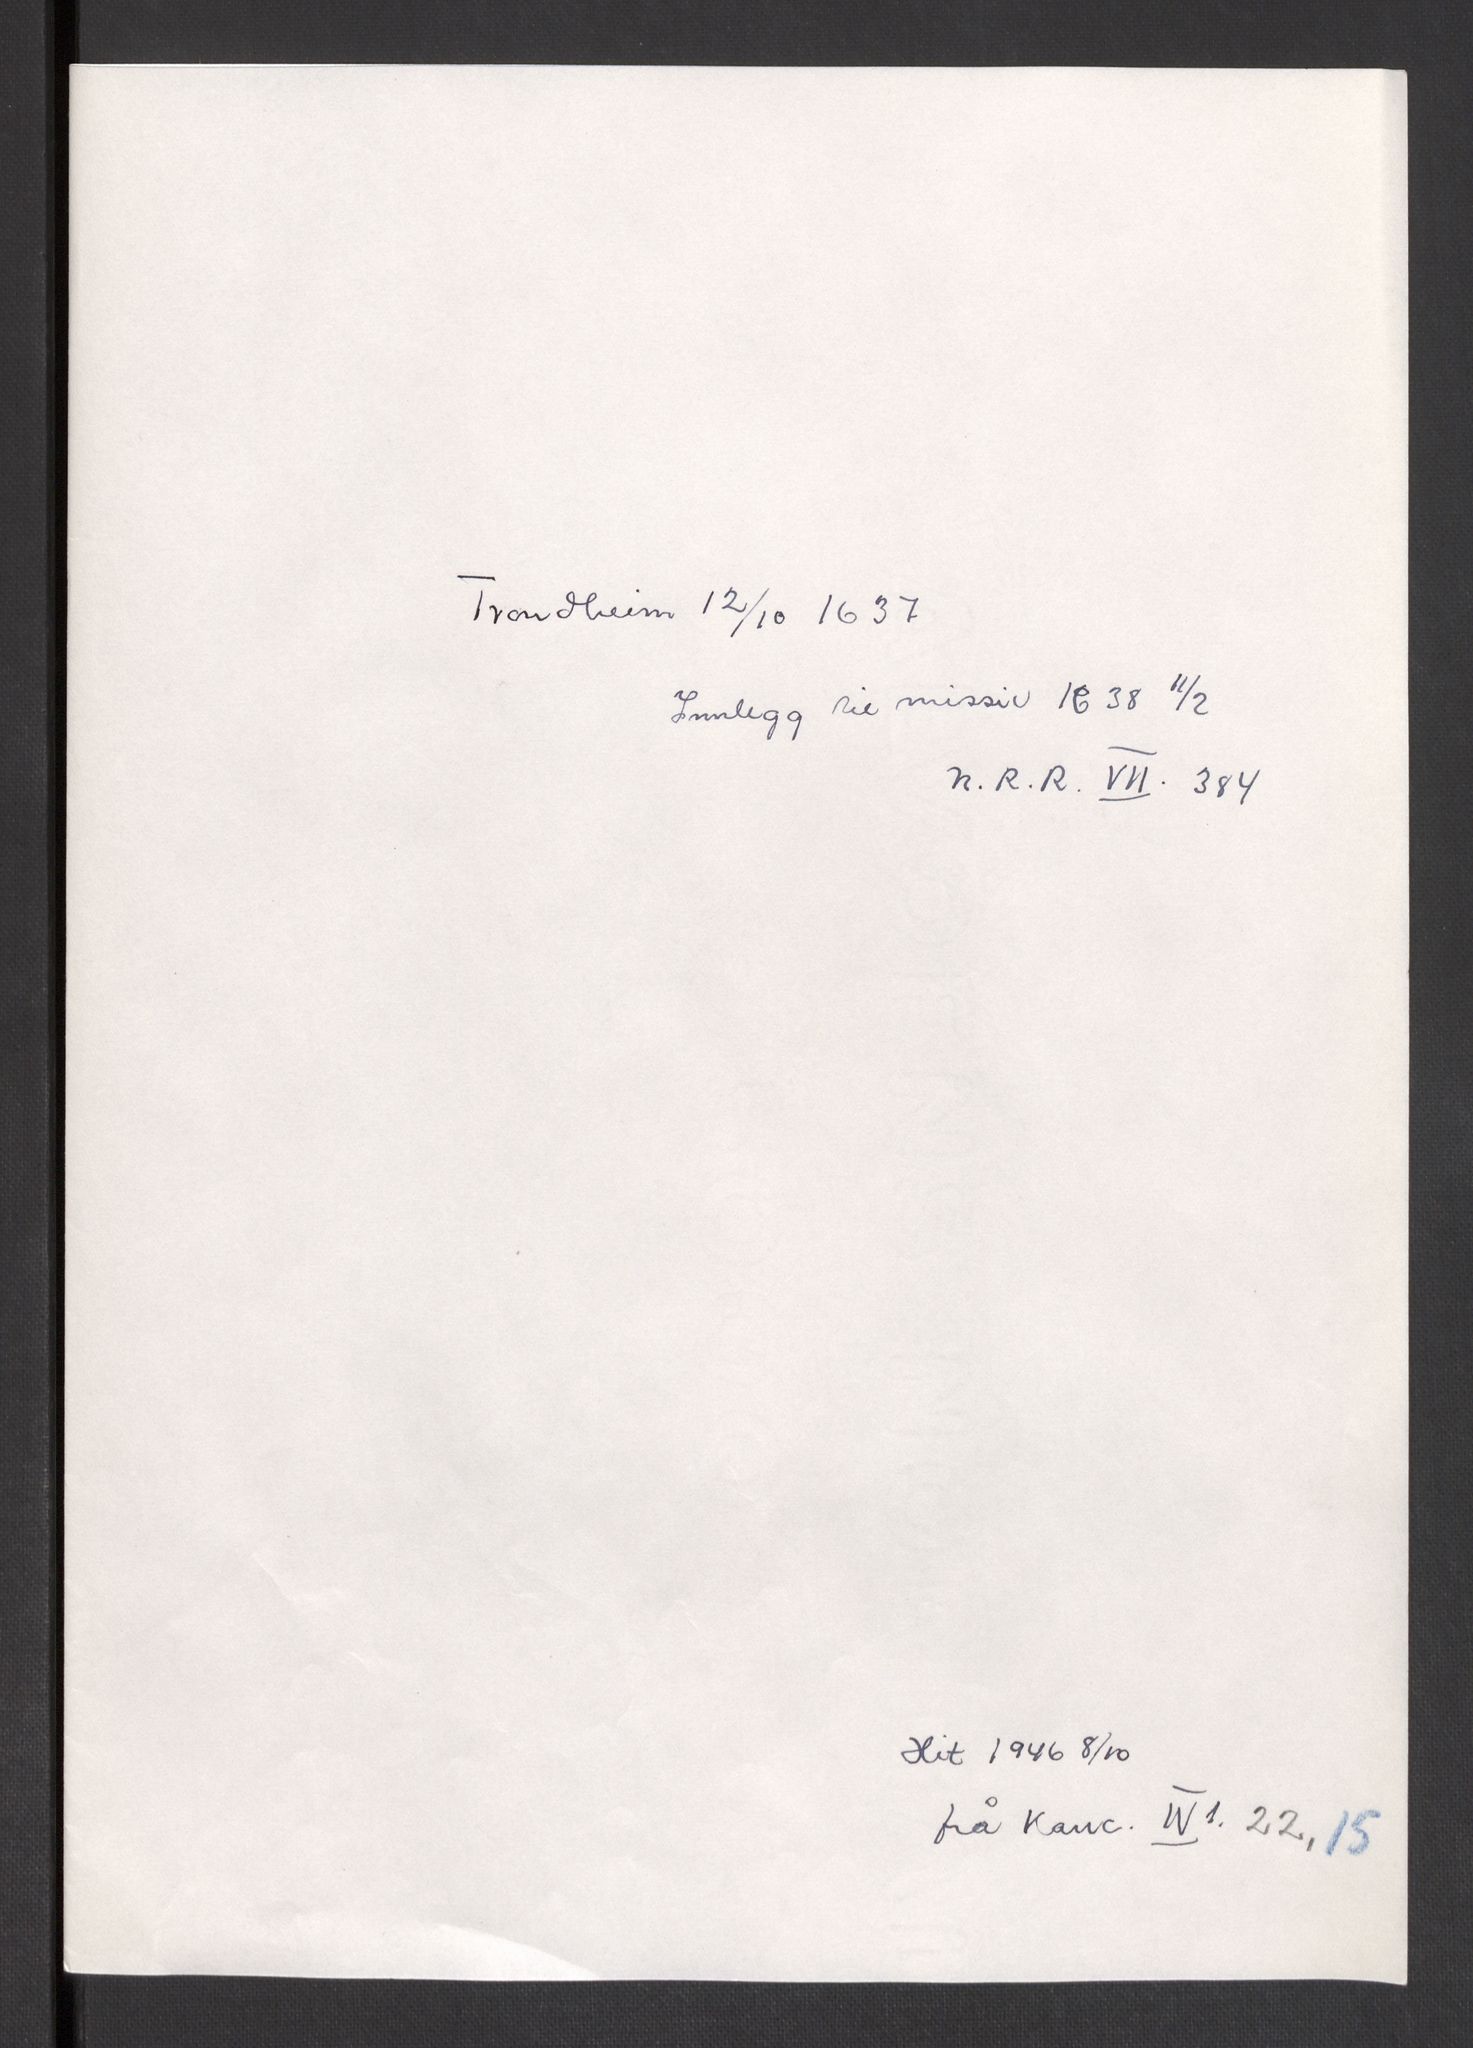 Trondheim 12/10 1637
Innlegg til missiv 1638 11/2
N.R.R. VII. 384
Hit 1946 8/10
frå Kanc. IV 1. 22, 15